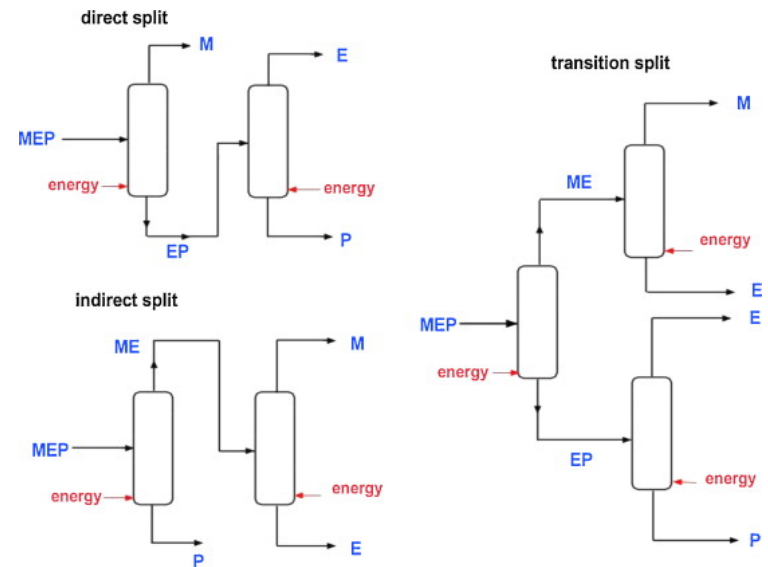 direct split
M
E
MEP
energy
energy
EP
P
indirect split
ME
M
MEP
energy
energy
P
E
transition split
M
ME
energy
E
E
MEP
energy
EP
energy
P